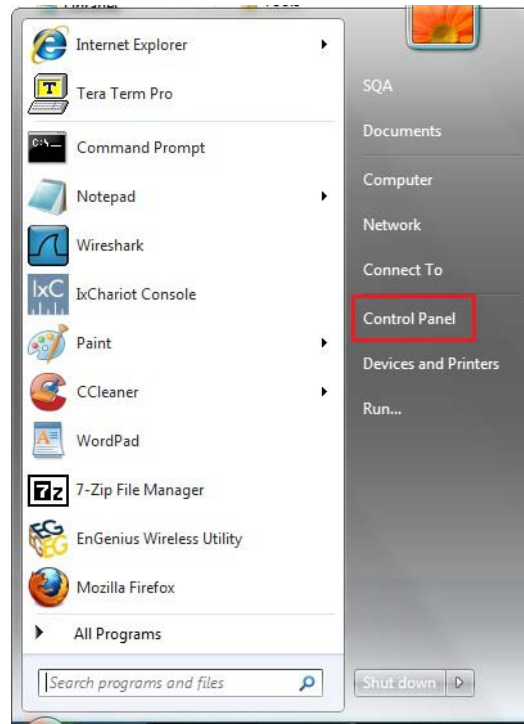 Internet Explorer
Tera Term Pro
Command Prompt
Notepad
Wireshark
IxChariot Console
Paint
CCleaner
WordPad
7-Zip File Manager
EnGenius Wireless Utility
Mozilla Firefox
All Programs
Search programs and files
SQA
Documents
Computer
Network
Connect To
Control Panel
Devices and Printers
Run...
Shut down